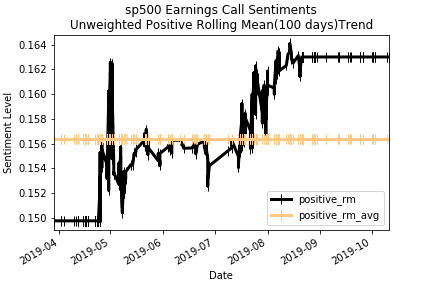 sp500 Earnings Call Sentiments
Unweighted Positive Rolling Mean(100 days)Trend
0.164
0.162
0.160
0.158
0.156
0.154
0.152
0.150
Sentiment Level
positive_rm
positive_rm_avg
2019-04
2019-05
2019-06
2019-07
2019-08
2019-09
2019-10
Date